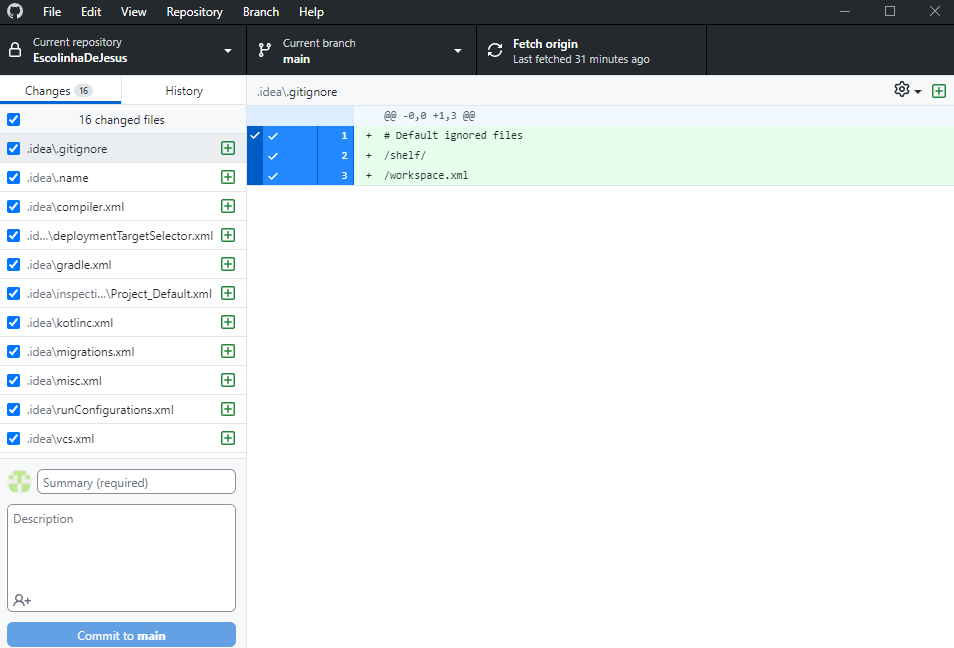 File Edit View Repository Branch Help
Current repository
EscolinhaDeJesus
Current branch
main
Fetch origin
Last fetched 31 minutes ago
Changes 16
History
16 changed files
.idea\.gitignore
.idea\.name
.idea\compiler.xml
.id...\deploymentTargetSelector.xml
.idea\gradle.xml
.idea\inspecti...\Project_Default.xml
.idea\kotlinc.xml
.idea\migrations.xml
.idea\misc.xml
.idea\runConfigurations.xml
.idea\vcs.xml
Summary (required)
Description
Commit to main
.idea\.gitignore
@@ -0,0 +1,3 @@
1 + # Default ignored files
2 + /shelf/
3 + /workspace.xml